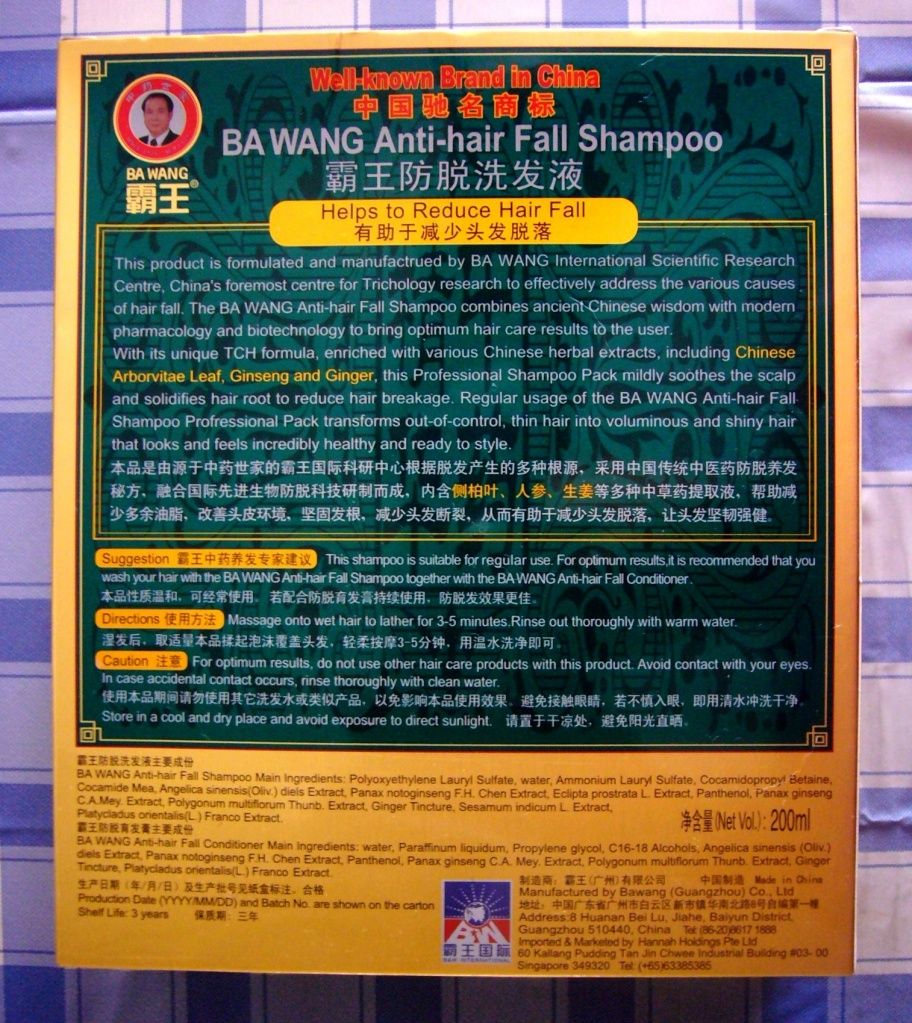 Well-known Brand in China
中国驰名商标
BA WANG Anti-hair Fall Shampoo
霸王防脱洗发液
BA WANG
霸王®
Helps to Reduce Hair Fall
有助于减少头发脱落
This product is formulated and manufactrued by BA WANG International Scientific Research
Centre, China's foremost centre for Trichology research to effectively address the various causes
of hair fall. The BA WANG Anti-hair Fall Shampoo combines ancient Chinese wisdom with modern
pharmacology and biotechnology to bring optimum hair care results to the user.
With its unique TCH formula, enriched with various Chinese herbal extracts, including Chinese
Arborvitae Leaf, Ginseng and Ginger, this Professional Shampoo Pack mildly soothes the scalp
and solidifies hair root to reduce hair breakage. Regular usage of the BA WANG Anti-hair Fall
Shampoo Profressional Pack transforms out-of-control, thin hair into voluminous and shiny hair
that looks and feels incredibly healthy and ready to style.
本品是由源于中药世家的霸王国际科研中心根据脱发产生的多种根源，采用中国传统中医药防脱养发
秘方，融合国际先进生物防脱科技研制而成，内含侧柏叶、人参、生姜等多种中草药提取液，帮助减
少多余油脂，改善头皮环境，坚固发根，减少头发断裂，从而有助于减少头发脱落，让头发坚韧强健。
Suggestion 霸王中药养发专家建议 This shampoo is suitable for regular use. For optimum results,it is recommended that you
wash your hair with the BA WANG Anti-hair Fall Shampoo together with the BA WANG Anti-hair Fall Conditioner.
本品性质温和，可经常使用。若配合防脱育发膏持续使用，防脱发效果更佳。
Directions 使用方法 Massage onto wet hair to lather for 3-5 minutes.Rinse out thoroughly with warm water.
湿发后，取适量本品揉起泡沫覆盖头发，轻柔按摩3-5分钟，用温水洗净即可。
Caution 注意 For optimum results, do not use other hair care products with this product. Avoid contact with your eyes.
In case accidental contact occurs, rinse thoroughly with clean water.
使用本品期间请勿使用其它洗发水或类似产品，以免影响本品使用效果。避免接触眼睛，若不慎入眼，即用清水冲洗干净。
Store in a cool and dry place and avoid exposure to direct sunlight. 请置于干凉处，避免阳光直晒。
霸王防脱洗发液主要成份
BA WANG Anti-hair Fall Shampoo Main Ingredients: Polyoxyethylene Lauryl Sulfate, water, Ammonium Lauryl Sulfate, Cocamidopropyl Betaine,
Cocamide Mea, Angelica sinensis(Oliv.) diels Extract, Panax notoginseng F.H. Chen Extract, Eclipta prostrata L. Extract, Panthenol, Panax ginseng
C.A.Mey. Extract, Polygonum multiflorum Thunb. Extract, Ginger Tincture, Sesamum indicum L. Extract,
Platycladus orientalis(L.) Franco Extract.
净含量(Net Vol.): 200ml
霸王防脱育发膏主要成份
BA WANG Anti-hair Fall Conditioner Main Ingredients: water, Paraffinum liquidum, Propylene glycol, C16-18 Alcohols, Angelica sinensis (Oliv.)
diels Extract, Panax notoginseng F.H. Chen Extract, Panthenol, Panax ginseng C.A. Mey. Extract, Polygonum multiflorum Thunb. Extract, Ginger
Tincture, Platycladus orientalis(L.) Franco Extract.
生产日期（年/月/日）及生产批号见纸盒标注。合格
Production Date (YYYY/MM/DD) and Batch No. are shown on the carton
Shelf Life: 3 years 保质期：三年
霸王国际
B&W INTERNATIONAL
制造商：霸王(广州)有限公司 中国制造 Made in China
Manufactured by Bawang (Guangzhou) Co., Ltd
地址：中国广东省广州市白云区新市镇华南北路8号自编第一幢
Address:8 Huanan Bei Lu, Jiahe, Baiyun District,
Guangzhou 510440, China Tel: (86-20)8617 1888
Imported & Marketed by Hannah Holdings Pte Ltd
60 Kallang Pudding Tan Jin Chwee Industrial Building #03- 00
Singapore 349320 Tel: (+65)63385385